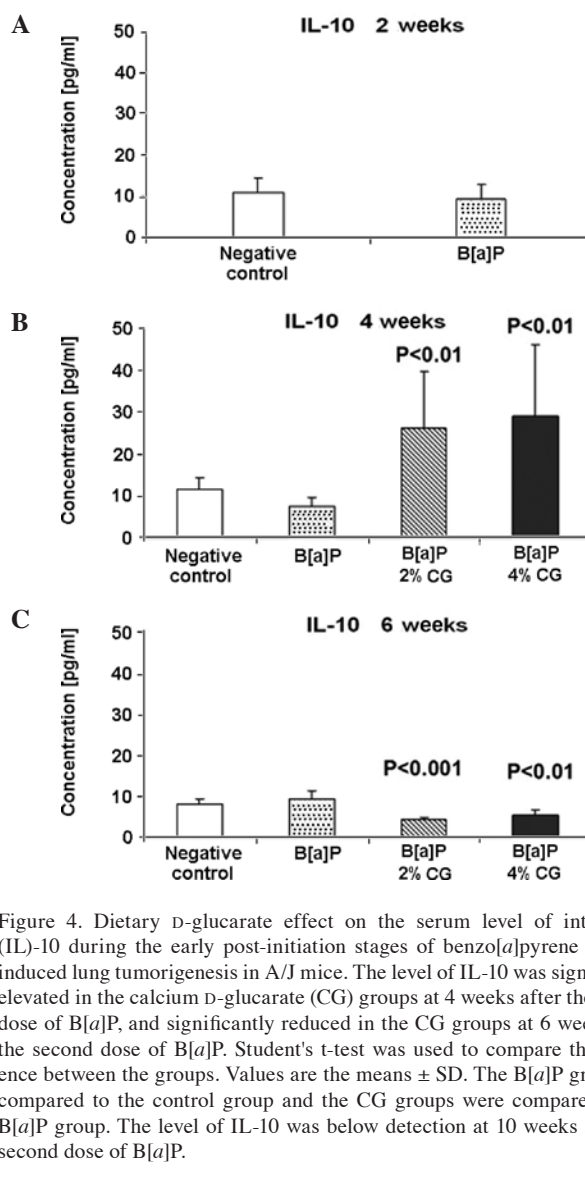 A
IL-10 2 weeks
Concentration [pg/ml]
50
40
30
20
10
0
Negative
control
B[a]P
B
IL-10 4 weeks
Concentration [pg/ml]
50
40
30
20
10
0
P<0.01
P<0.01
Negative
control
B[a]P
B[a]P
2% CG
B[a]P
4% CG
C
IL-10 6 weeks
Concentration [pg/ml]
50
40
30
20
10
0
P<0.001
P<0.01
Negative
control
B[a]P
B[a]P
2% CG
B[a]P
4% CG
Figure 4. Dietary D-glucarate effect on the serum level of int
(IL)-10 during the early post-initiation stages of benzo[a]pyrene
induced lung tumorigenesis in A/J mice. The level of IL-10 was sign
elevated in the calcium D-glucarate (CG) groups at 4 weeks after the
dose of B[a]P, and significantly reduced in the CG groups at 6 wee
the second dose of B[a]P. Student's t-test was used to compare th
ence between the groups. Values are the means ± SD. The B[a]P gr
compared to the control group and the CG groups were compare
B[a]P group. The level of IL-10 was below detection at 10 weeks
second dose of B[a]P.